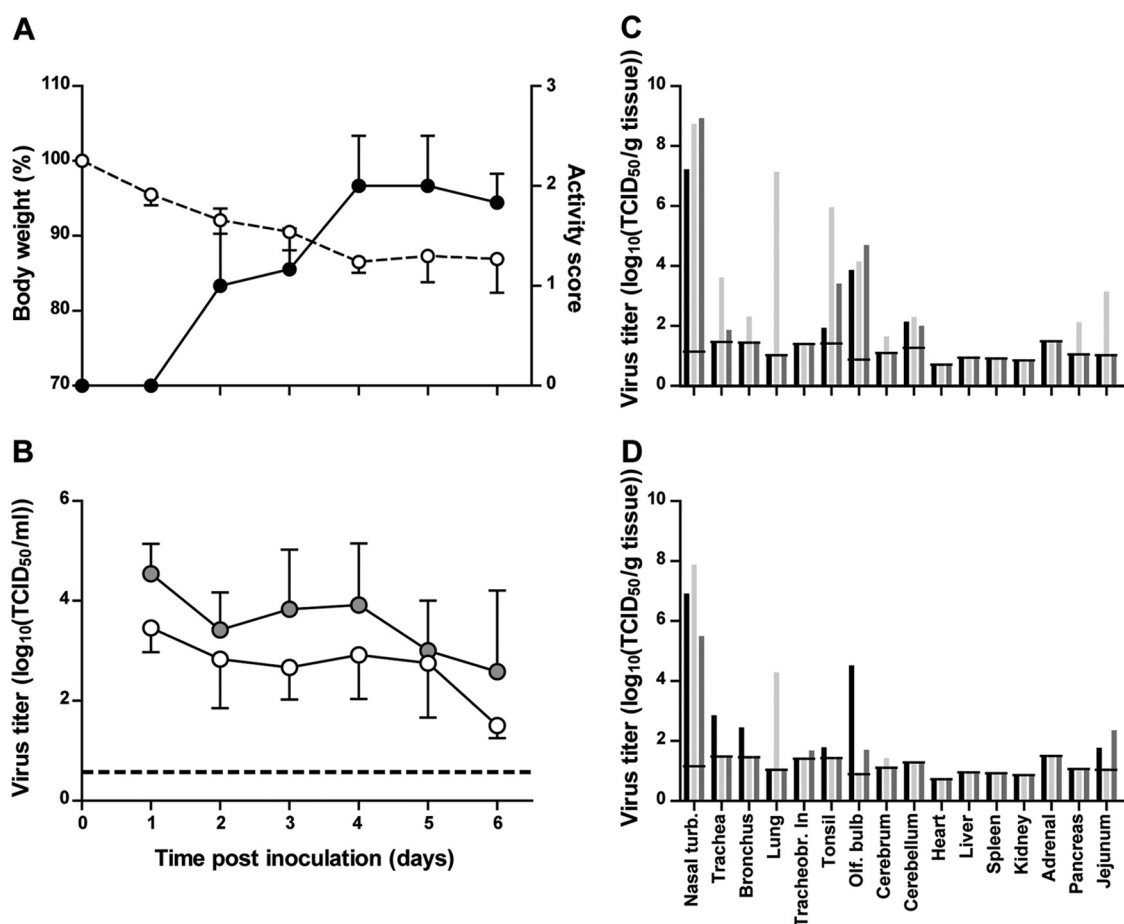 A
110
100
90
80
70
Body weight (%)
3
2
1
0
Activity score
B
6
4
2
0
Virus titer (log10(TCID50/ml))
0 1 2 3 4 5 6
Time post inoculation (days)
C
10
8
6
4
2
0
Virus titer (log10(TCID50/g tissue))
D
10
8
6
4
2
0
Virus titer (log10(TCID50/g tissue))
Nasal turb.
Trachea
Bronchus
Lung
Tracheobr. ln
Tonsil
Olf. bulb
Cerebrum
Cerebellum
Heart
Liver
Spleen
Kidney
Adrenal
Pancreas
Jejunum